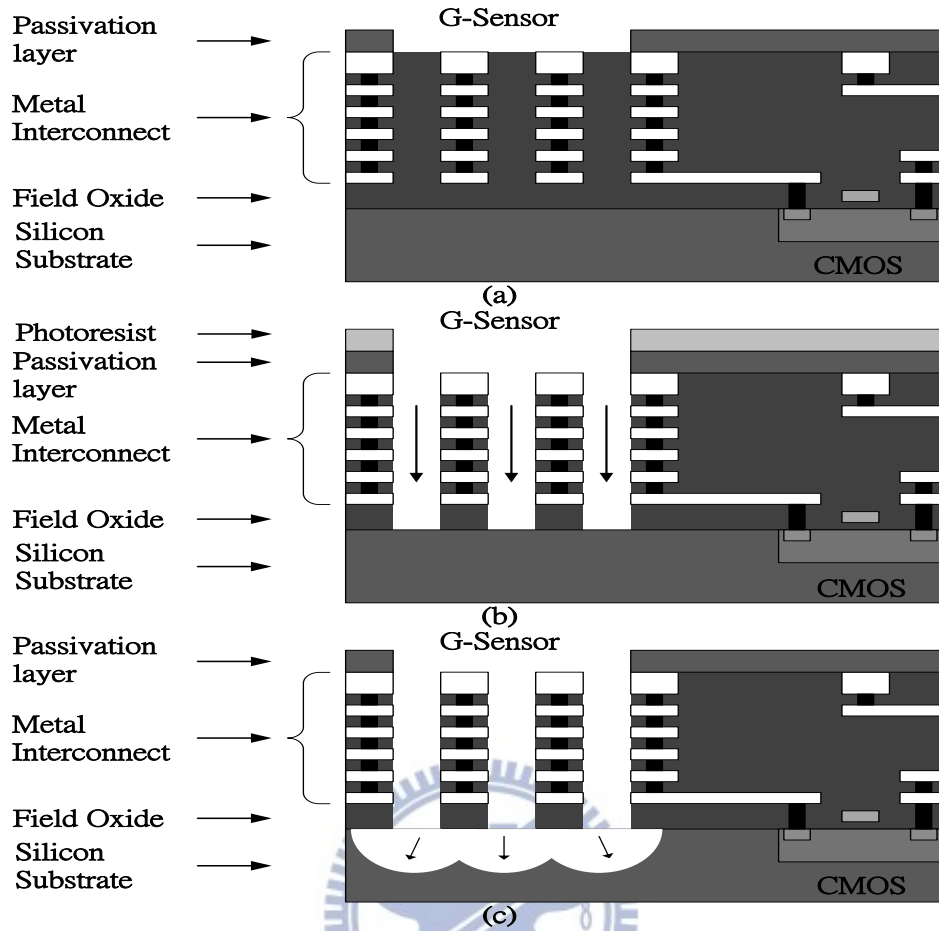 G-Sensor
Passivation
layer
Metal
Interconnect
Field Oxide
Silicon
Substrate
CMOS
(a)
G-Sensor
Photoresist
Passivation
layer
Metal
Interconnect
Field Oxide
Silicon
Substrate
CMOS
(b)
G-Sensor
Passivation
layer
Metal
Interconnect
Field Oxide
Silicon
Substrate
CMOS
(c)